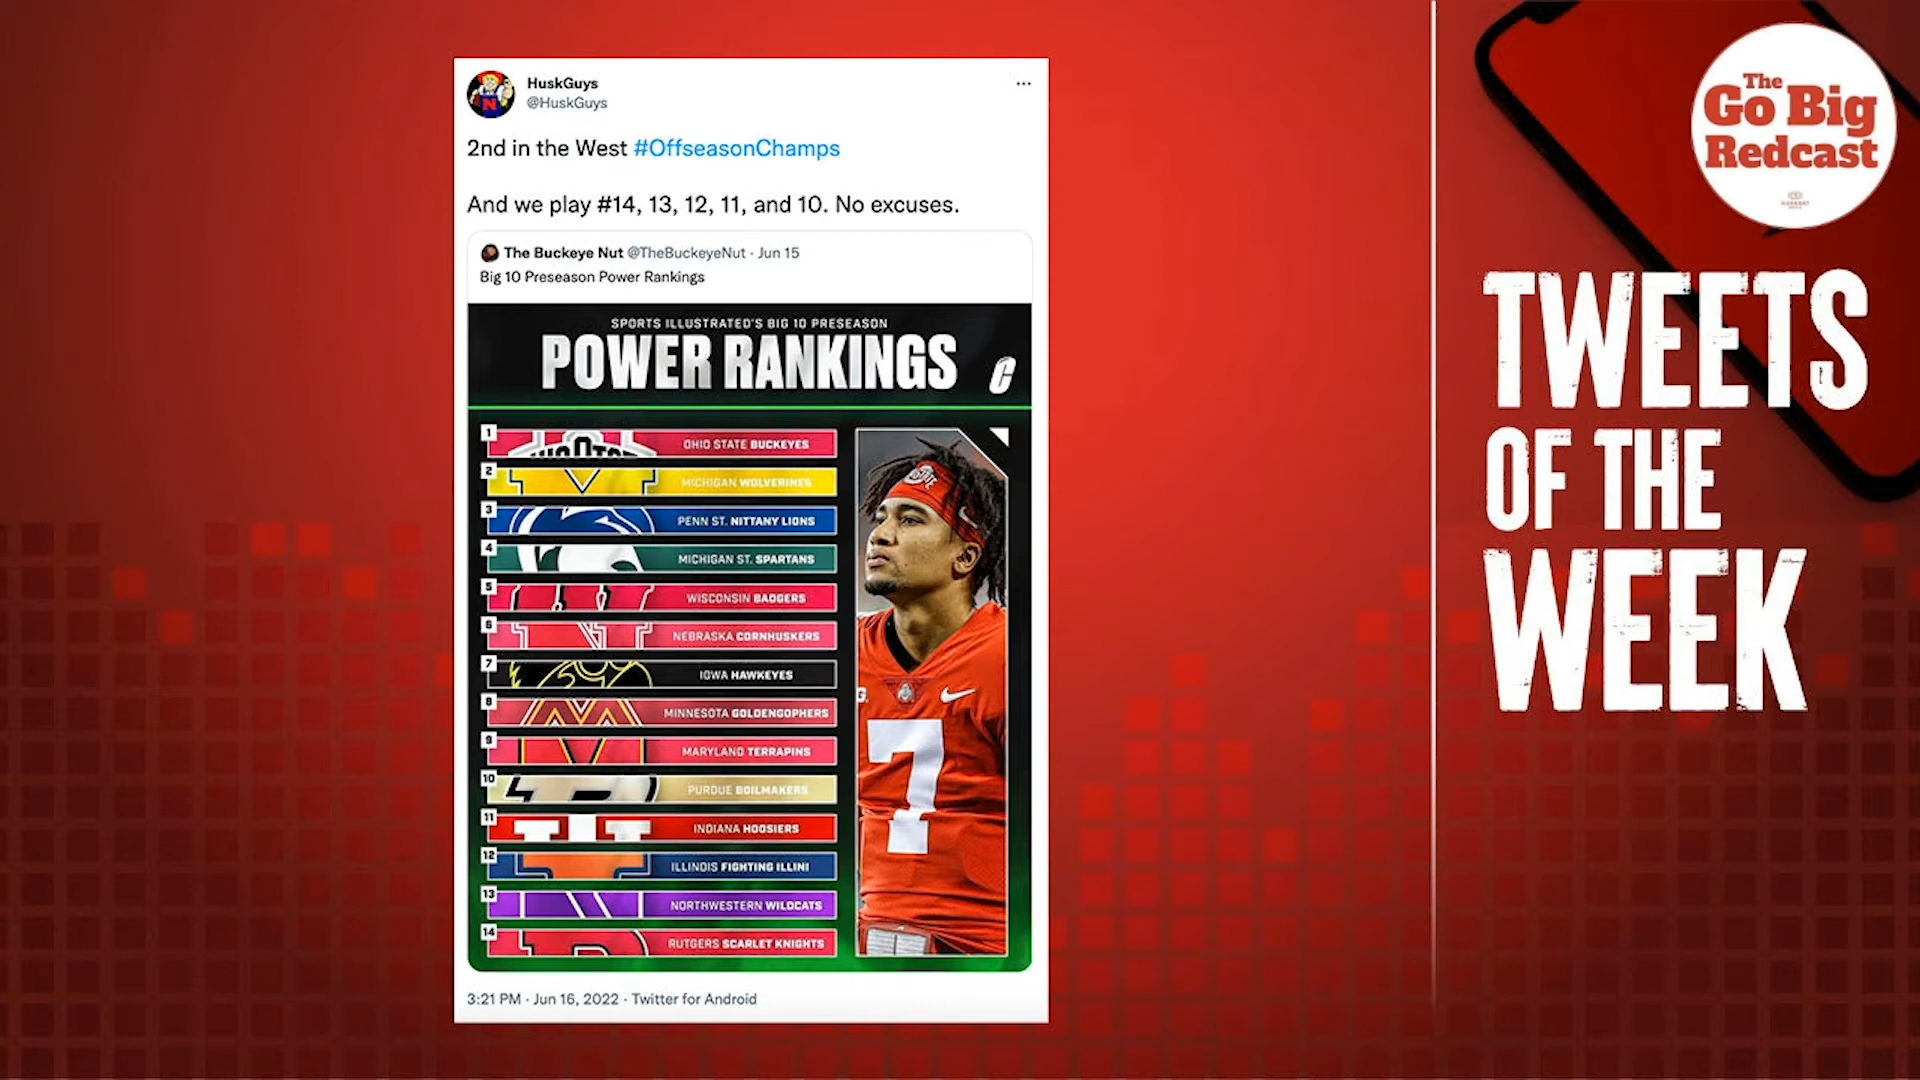 HuskGuys
@HuskGuys
2nd in the West #OffseasonChamps
And we play #14, 13, 12, 11, and 10. No excuses.
The Buckeye Nut @TheBuckeyeNut · Jun 15
Big 10 Preseason Power Rankings
SPORTS ILLUSTRATED'S BIG 10 PRESEASON
POWER RANKINGS
1 OHIO STATE BUCKEYES
2 MICHIGAN WOLVERINES
3 PENN ST. NITTANY LIONS
4 MICHIGAN ST. SPARTANS
5 WISCONSIN BADGERS
6 NEBRASKA CORNHUSKERS
7 IOWA HAWKEYES
8 MINNESOTA GOLDENGOPHERS
9 MARYLAND TERRAPINS
10 PURDUE BOILMAKERS
11 INDIANA HOOSIERS
12 ILLINOIS FIGHTING ILLINI
13 NORTHWESTERN WILDCATS
14 RUTGERS SCARLET KNIGHTS
7
3:21 PM · Jun 16, 2022 · Twitter for Android
The
Go Big
Redcast
TWEETS
OF THE
WEEK